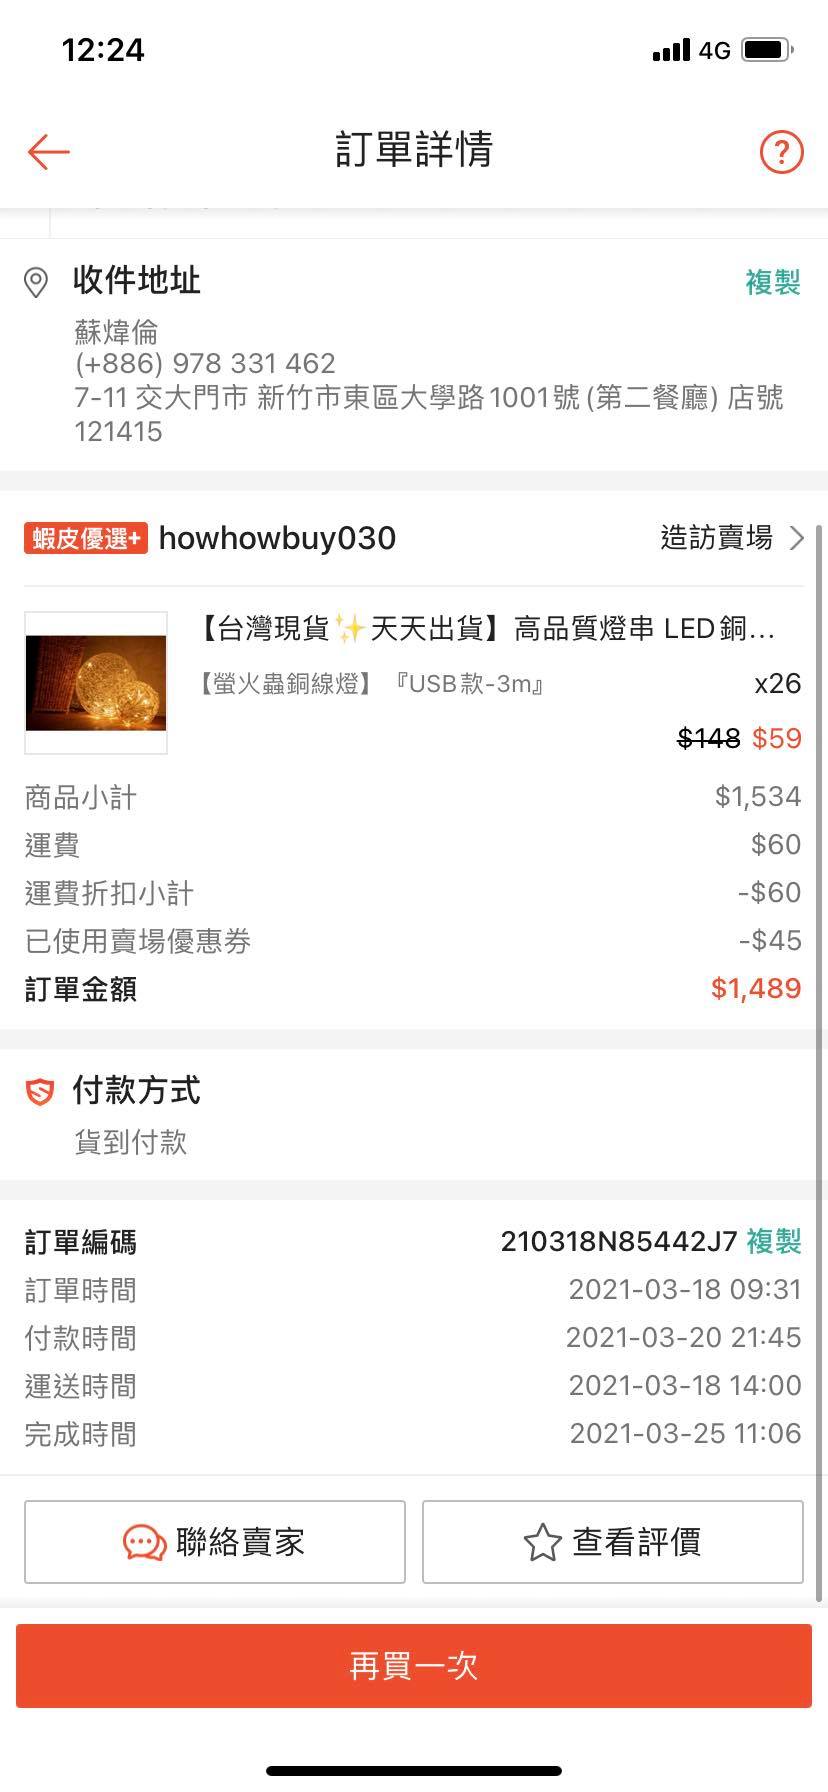 12:24
4G
訂單詳情
?
收件地址
複製
蘇煒倫
(+886) 978 331 462
7-11 交大門市 新竹市東區大學路1001號(第二餐廳) 店號
121415
蝦皮優選+ howhowbuy030
造訪賣場
【台灣現貨✨天天出貨】高品質燈串 LED銅...
【螢火蟲銅線燈】『USB款-3m』
x26
$148 $59
商品小計 $1,534
運費 $60
運費折扣小計 -$60
已使用賣場優惠券 -$45
訂單金額 $1,489
付款方式
貨到付款
訂單編碼 210318N85442J7 複製
訂單時間 2021-03-18 09:31
付款時間 2021-03-20 21:45
運送時間 2021-03-18 14:00
完成時間 2021-03-25 11:06
聯絡賣家
查看評價
再買一次